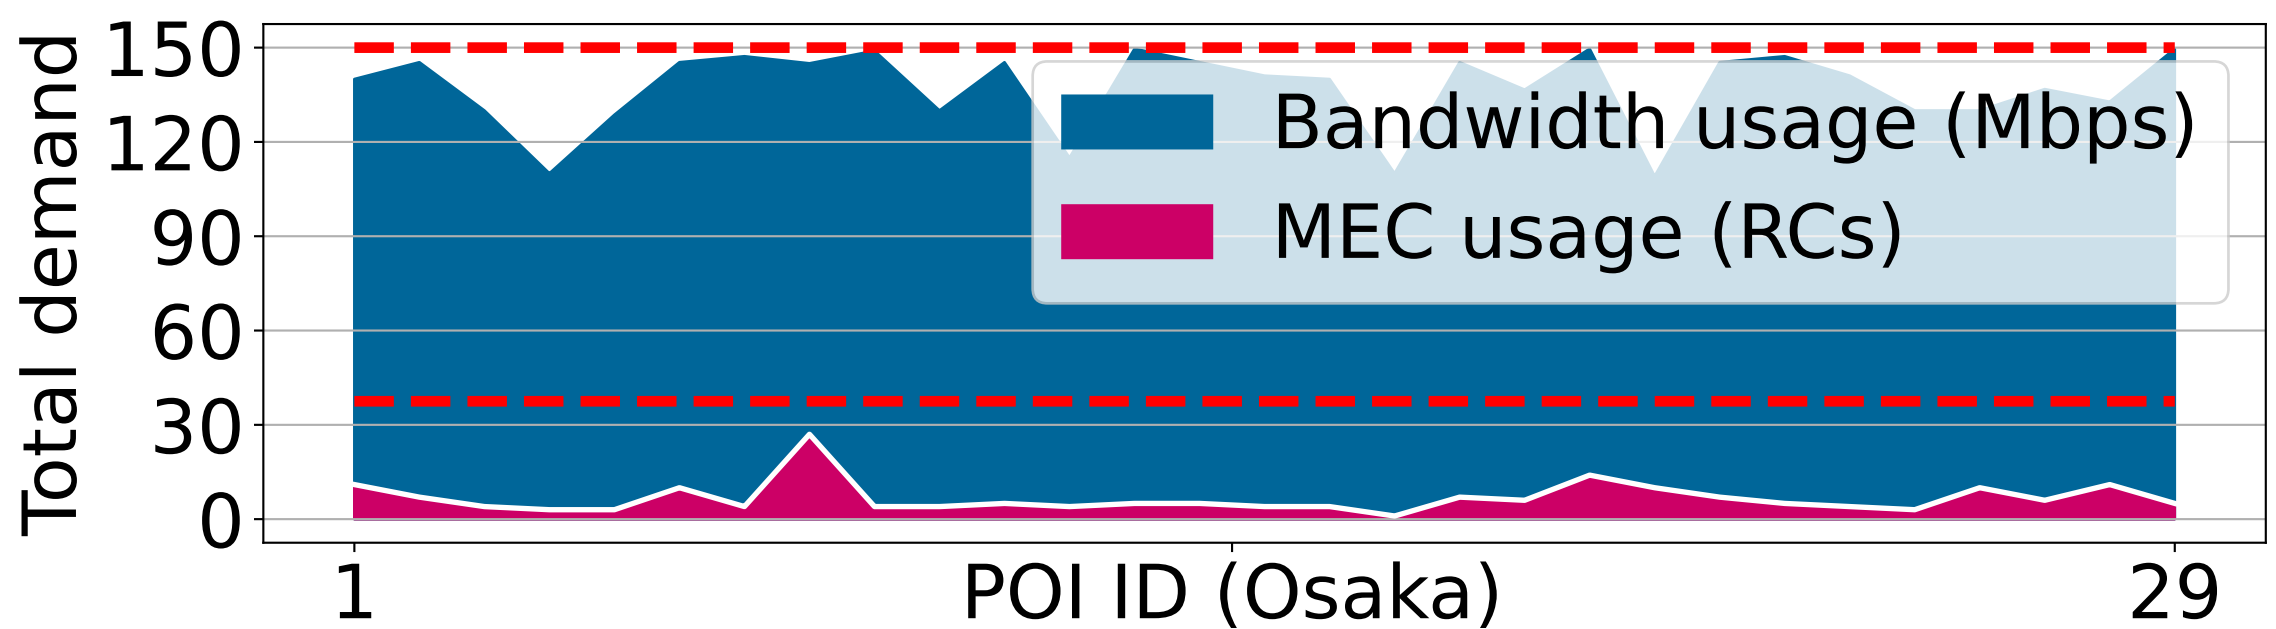 Total demand
150
120
90
60
30
0
Bandwidth usage (Mbps)
MEC usage (RCs)
1
POI ID (Osaka)
29